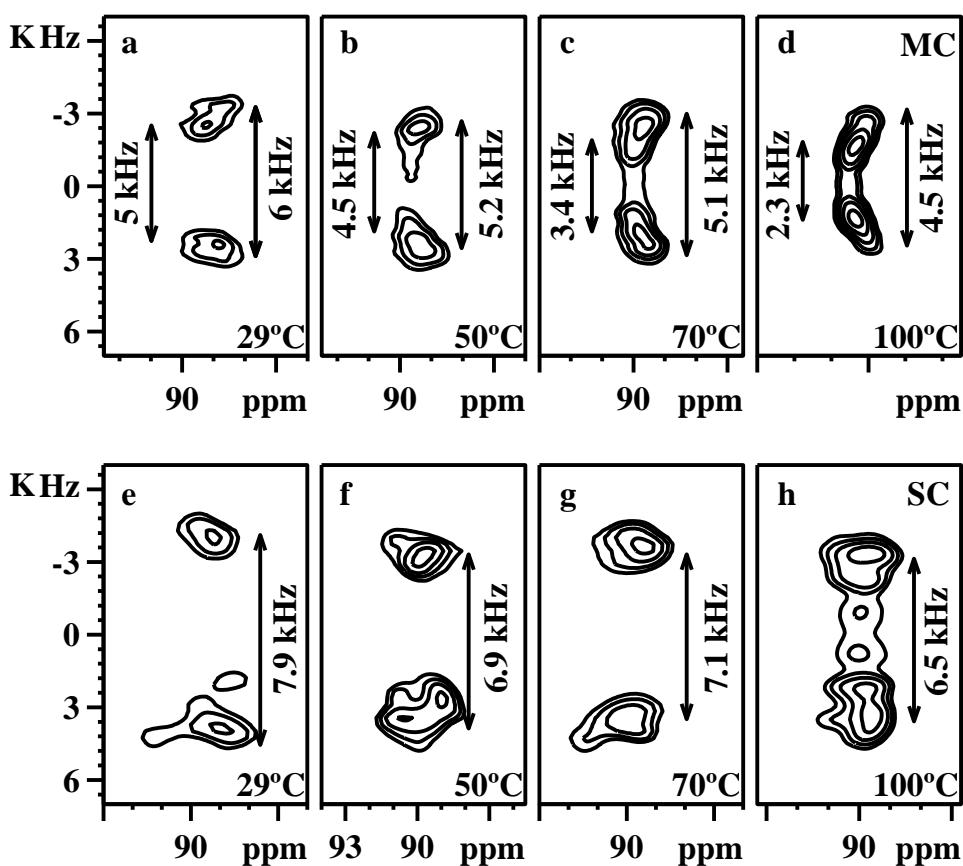 K Hz
a
b
c
d
MC
-3
0
3
6
5 kHz
6 kHz
4.5 kHz
5.2 kHz
3.4 kHz
5.1 kHz
2.3 kHz
4.5 kHz
29ºC
50ºC
70ºC
100ºC
90 ppm
90 ppm
90 ppm
ppm
K Hz
e
f
g
h
SC
-3
0
3
6
7.9 kHz
6.9 kHz
7.1 kHz
6.5 kHz
29ºC
50ºC
70ºC
100ºC
90 ppm
93 90 ppm
90 ppm
90 ppm